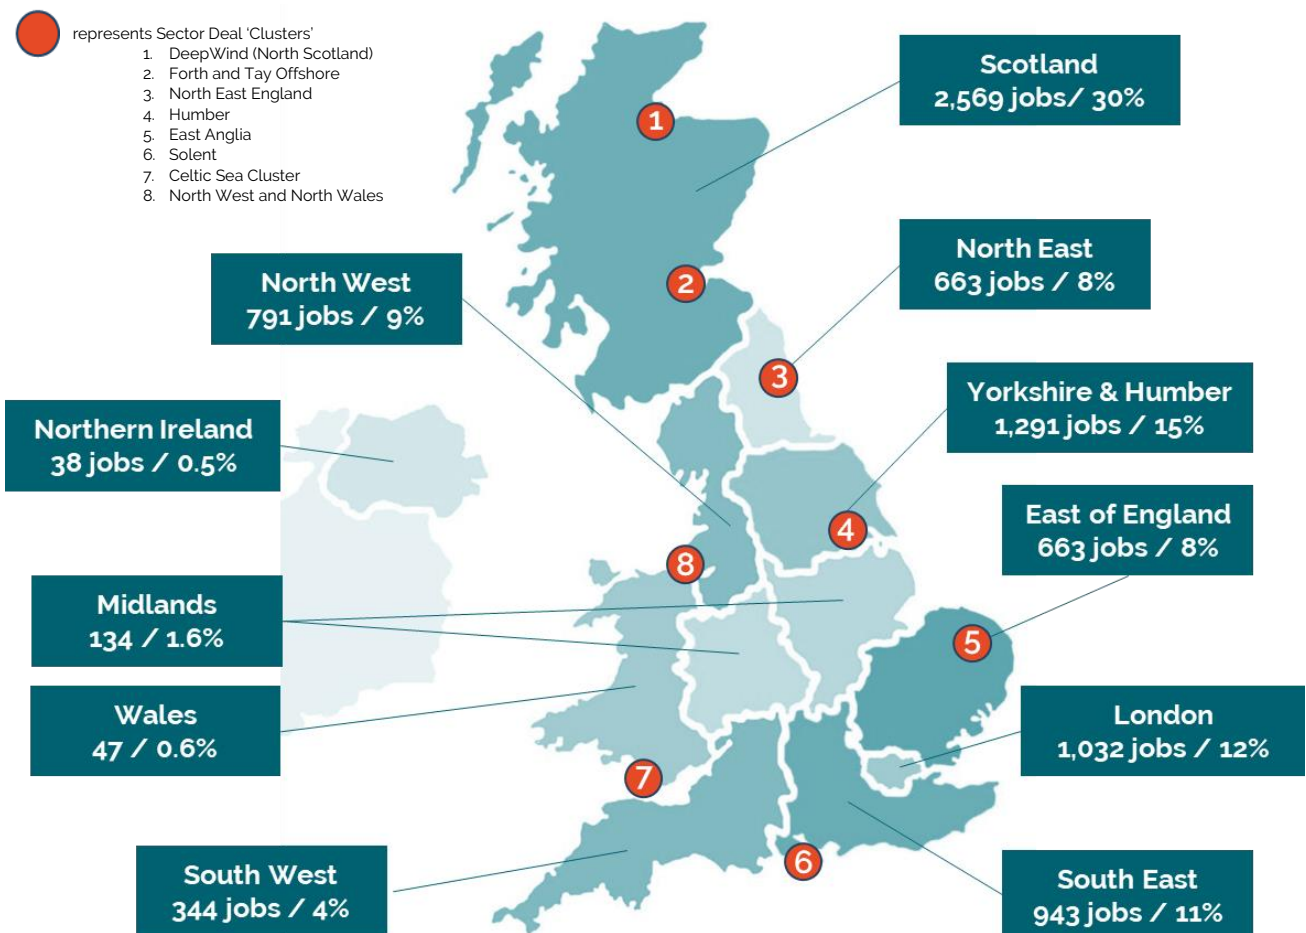 represents Sector Deal ‘Clusters’
1. DeepWind (North Scotland)
2. Forth and Tay Offshore
3. North East England
4. Humber
5. East Anglia
6. Solent
7. Celtic Sea Cluster
8. North West and North Wales
Scotland
2,569 jobs/ 30%
1
North East
663 jobs / 8%
North West
791 jobs / 9%
2
3
Yorkshire & Humber
1,291 jobs / 15%
Northern Ireland
38 jobs / 0.5%
4
East of England
663 jobs / 8%
8
Midlands
134 / 1.6%
5
Wales
47 / 0.6%
London
1,032 jobs / 12%
7
6
South West
344 jobs / 4%
South East
943 jobs / 11%